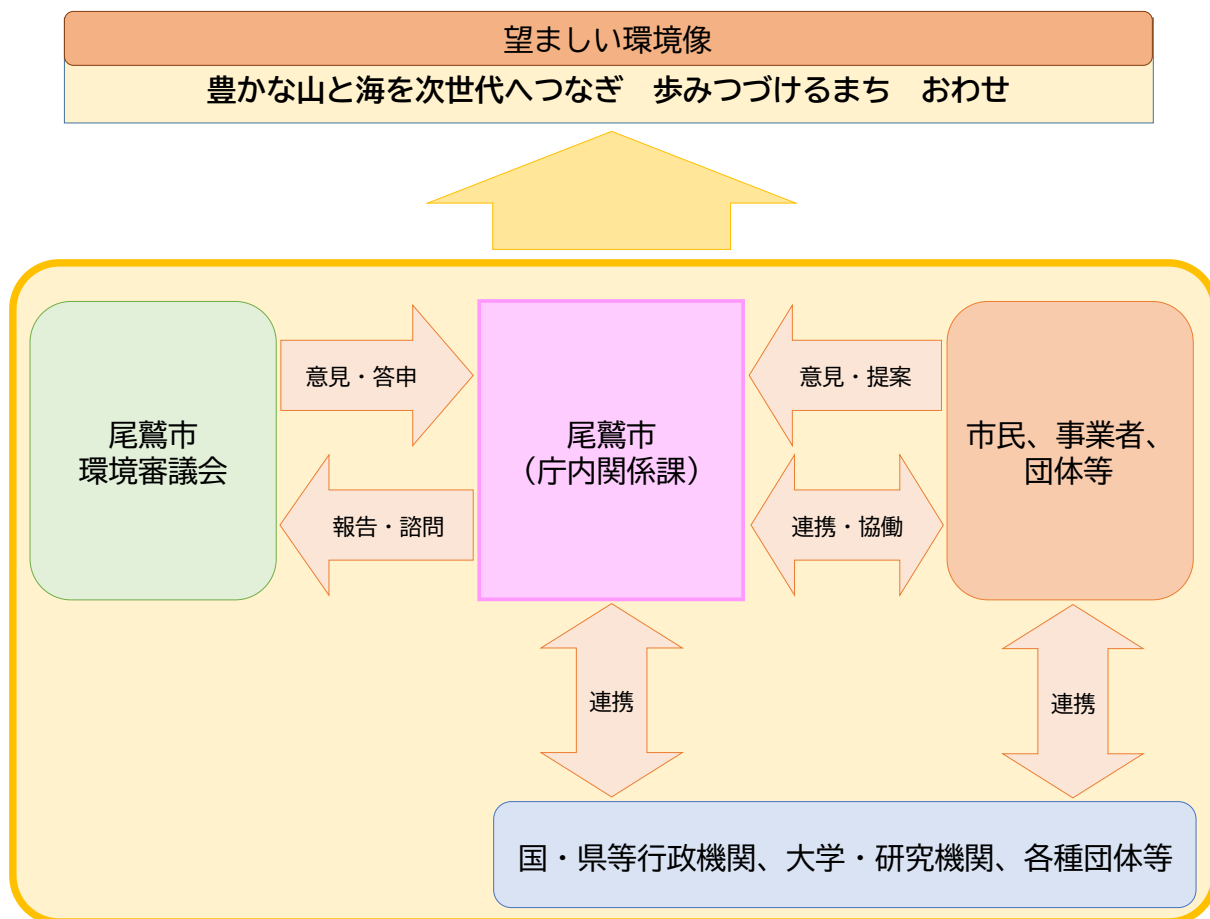 望ましい環境像
豊かな山と海を次世代へつなぎ　歩みつづけるまち　おわせ
尾鷲市
環境審議会
意見・答申
報告・諮問
尾鷲市
（庁内関係課）
意見・提案
連携・協働
市民、事業者、
団体等
連携
連携
国・県等行政機関、大学・研究機関、各種団体等